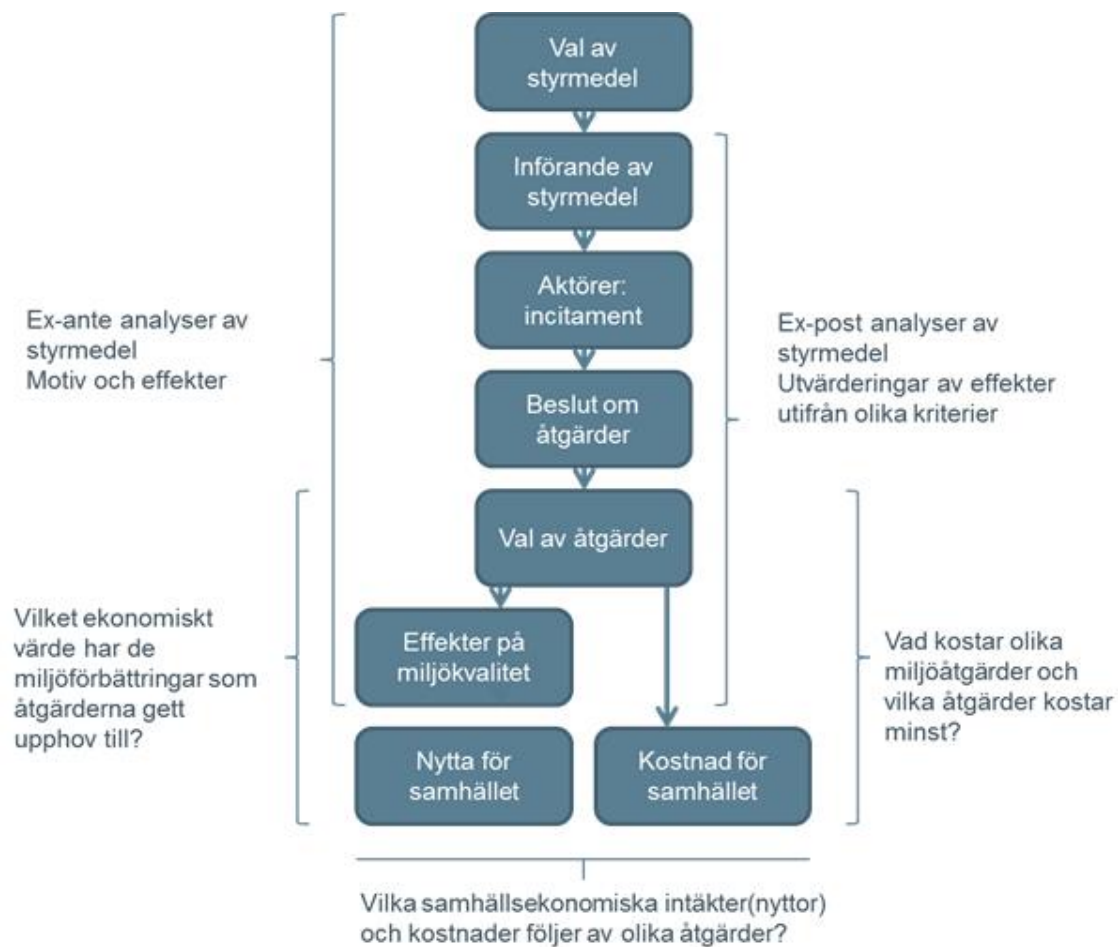 Val av
styrmedel
Införande av
styrmedel
Aktörer:
incitament
Beslut om
åtgärder
Val av åtgärder
Effekter på
miljökvalitet
Nytta för
samhället
Kostnad för
samhället
Ex-ante analyser av
styrmedel
Motiv och effekter
Ex-post analyser av
styrmedel
Utvärderingar av effekter
utifrån olika kriterier
Vilket ekonomiskt
värde har de
miljöförbättringar som
åtgärderna gett
upphov till?
Vad kostar olika
miljöåtgärder och
vilka åtgärder kostar
minst?
Vilka samhällsekonomiska intäkter(nyttor)
och kostnader följer av olika åtgärder?